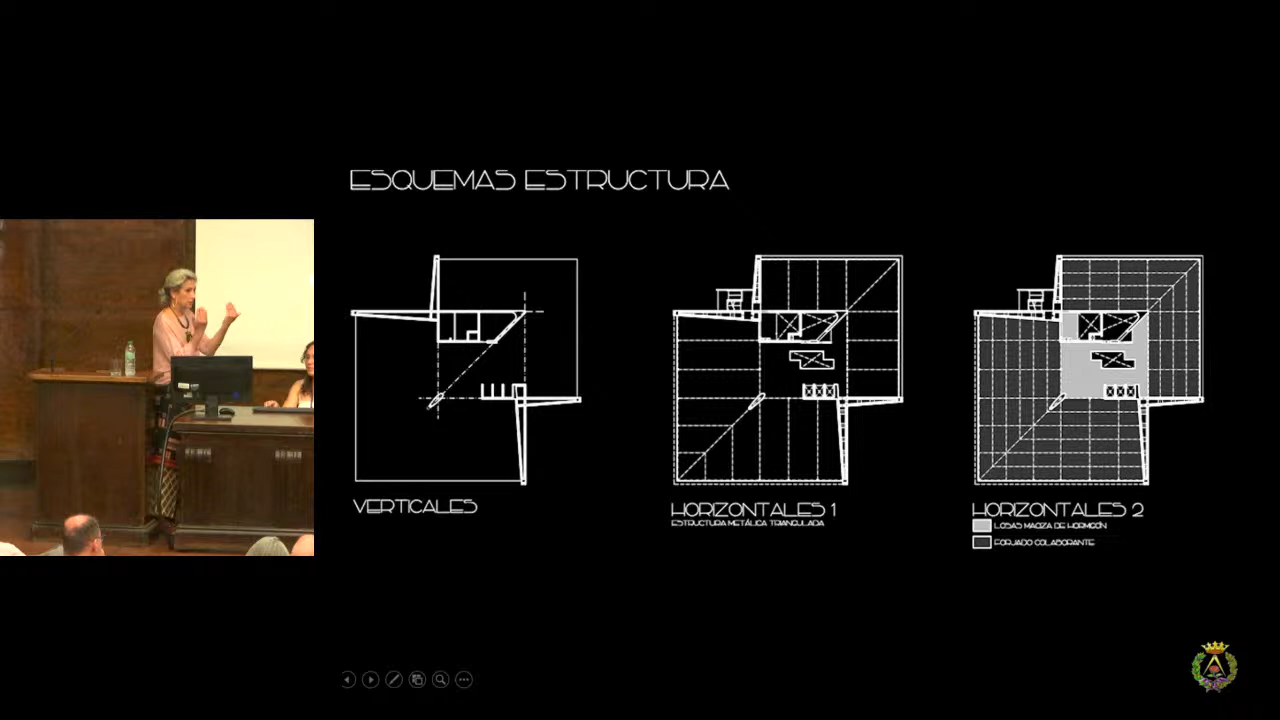 ESQUEMAS ESTRUCTURA
VERTICALES
HORIZONTALES 1
ESTRUCTURA METÁLICA TRIANGULADA
HORIZONTALES 2
LOSAS MACIZA DE HORMIGÓN
FORJADO COLABORANTE